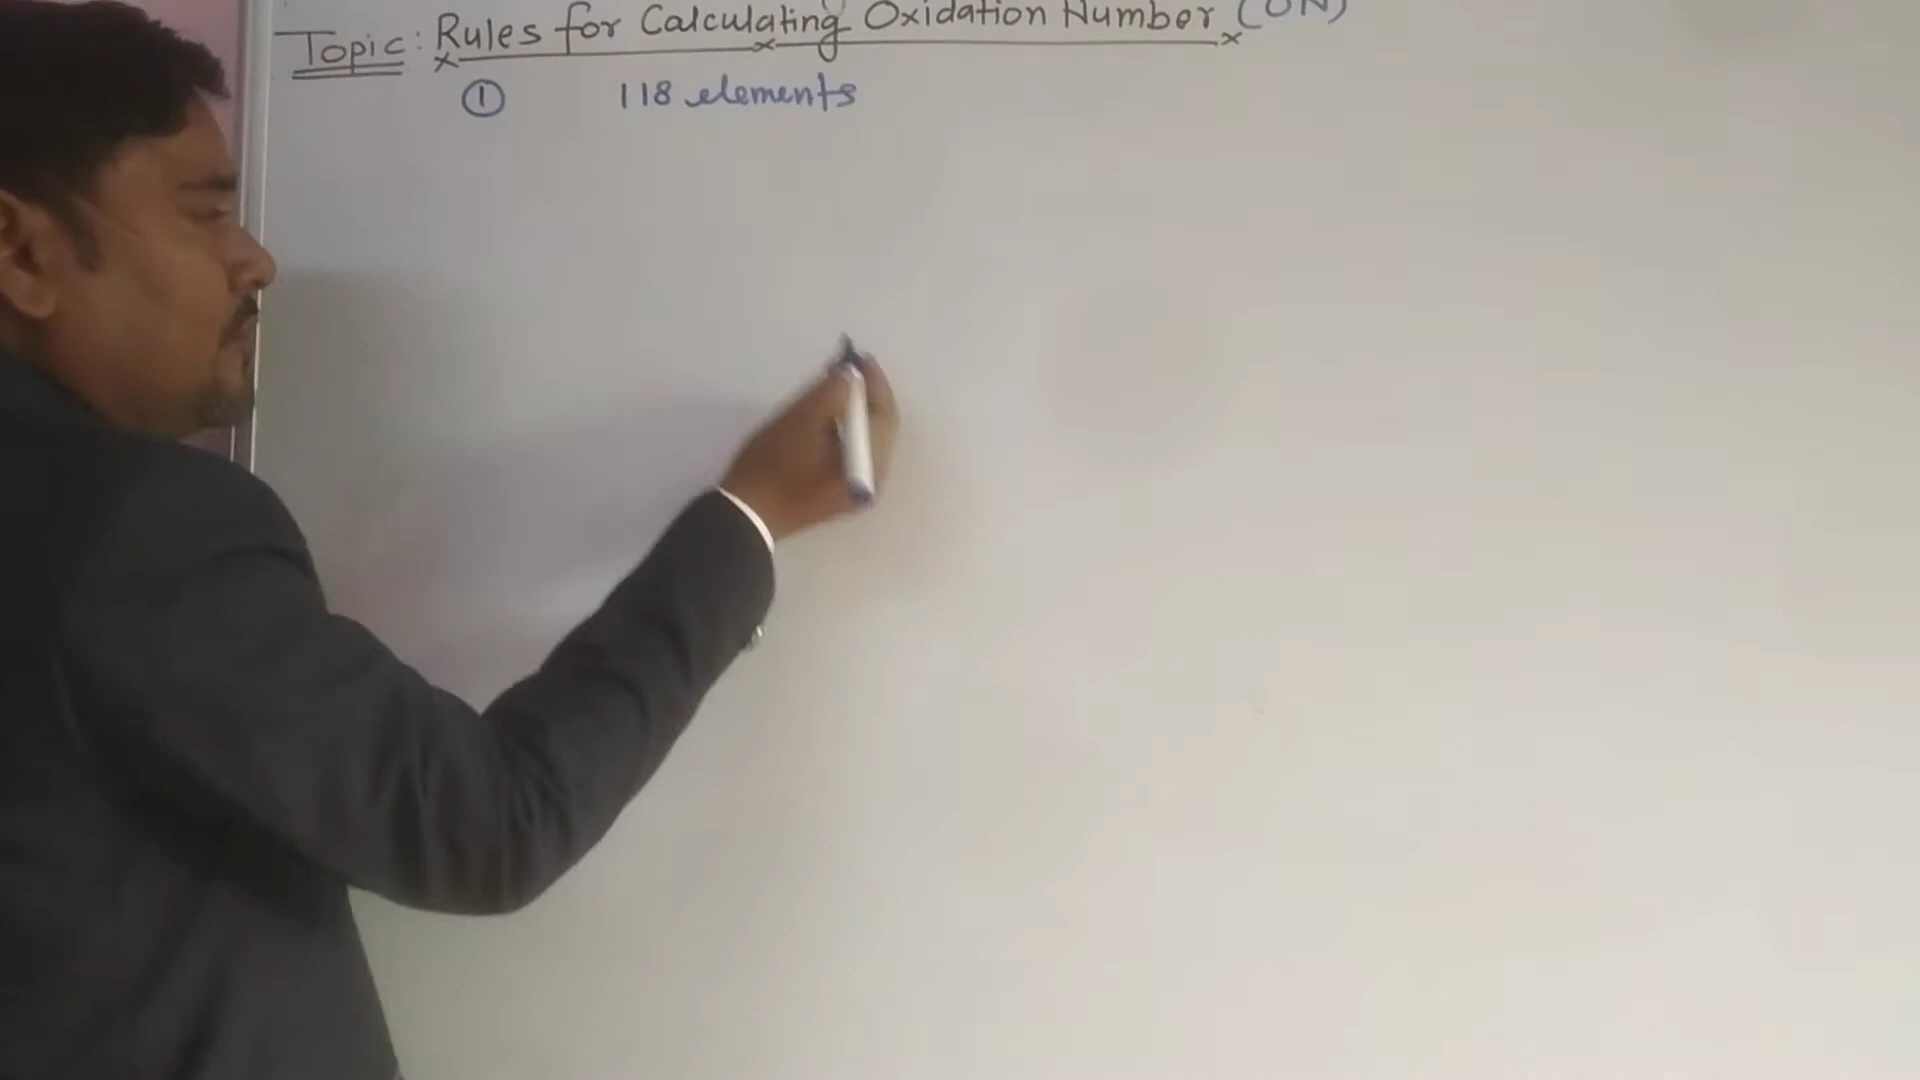 Topic: Rules for Calculating Oxidation Number (ON)
① 118 elements